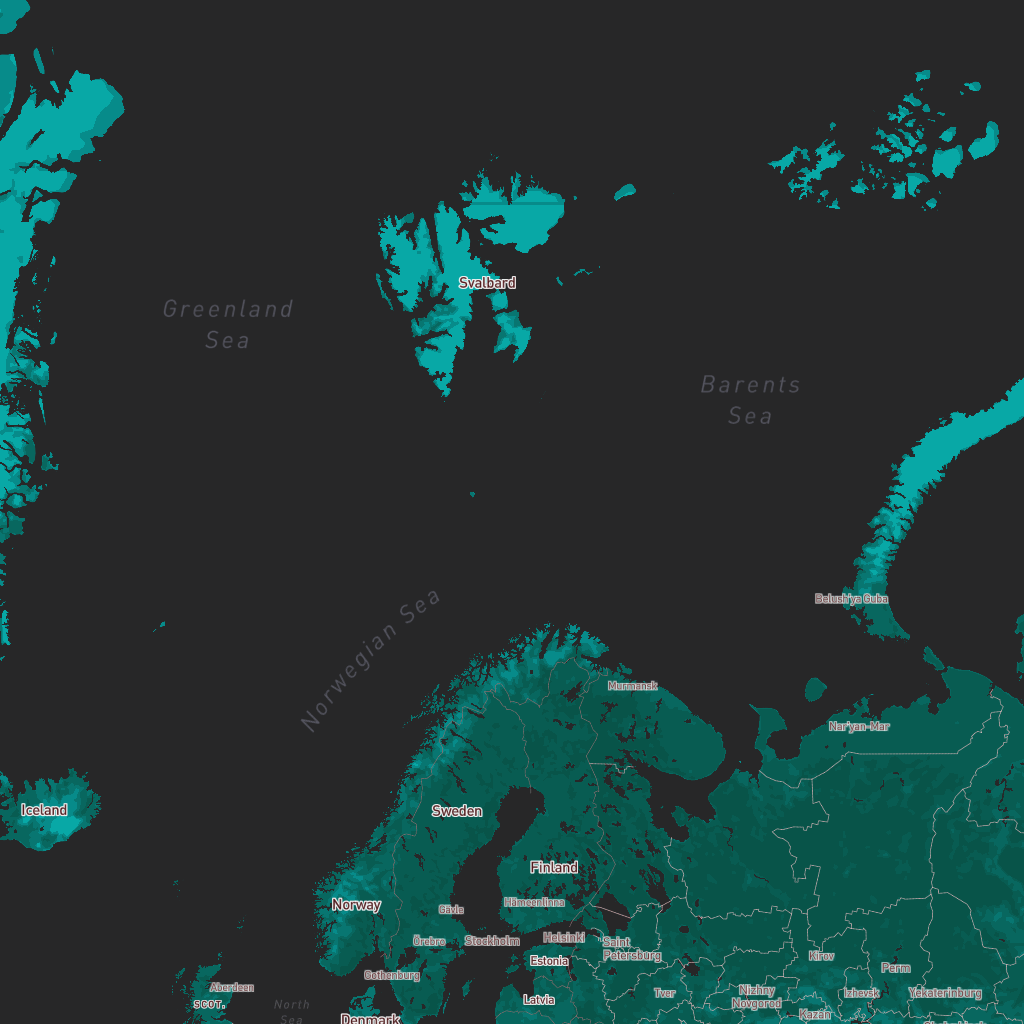 Svalbard
Greenland
Sea
Barents
Sea
Belush'ya Guba
Norwegian Sea
Murmansk
Nar'yan-Mar
Iceland
Sweden
Finland
Norway
Hämeenlinna
Gävle
Örebro
Stockholm
Helsinki
Saint
Petersburg
Kirov
Estonia
Perm
Gothenburg
Aberdeen
SCOT.
Tver
Nizhny
Novgorod
Izhevsk
Yekaterinburg
Latvia
North
Sea
Kazan
Denmark